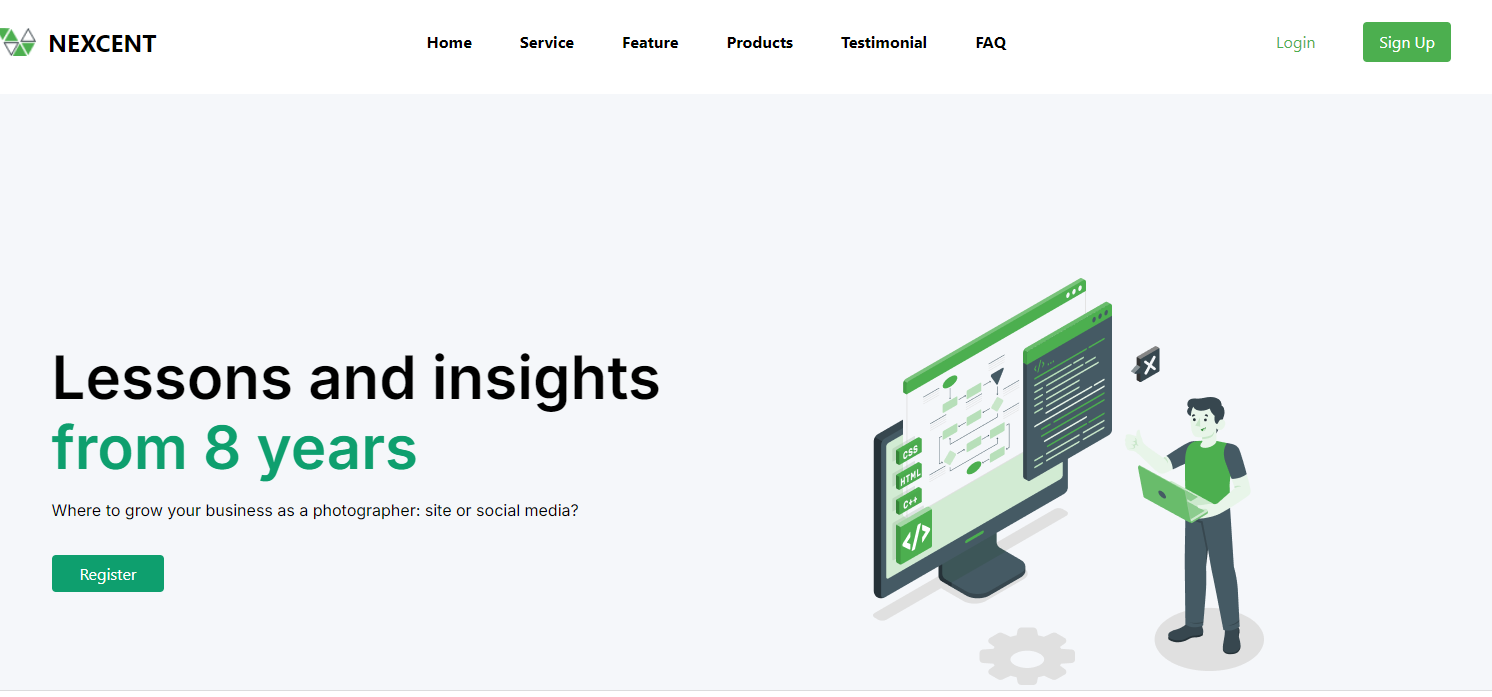 NEXCENT
Home Service Feature Products Testimonial FAQ
Login Sign Up
Lessons and insights
from 8 years
Where to grow your business as a photographer: site or social media?
Register
</>...
CSS
HTML
C++
</>